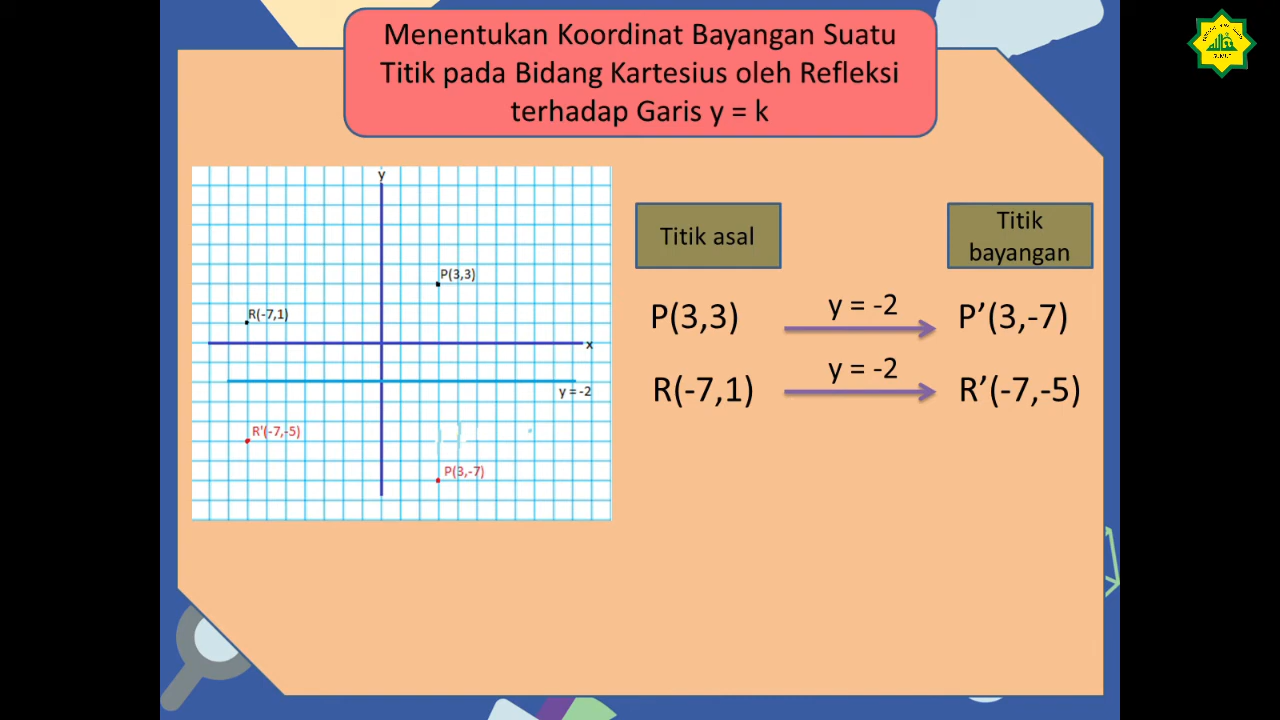 Menentukan Koordinat Bayangan Suatu
Titik pada Bidang Kartesius oleh Refleksi
terhadap Garis y = k
y
P(3,3)
R(-7,1)
x
y = -2
R'(-7,-5)
P(3,-7)
Titik asal
Titik
bayangan
P(3,3)
y = -2
P’(3,-7)
R(-7,1)
y = -2
R’(-7,-5)